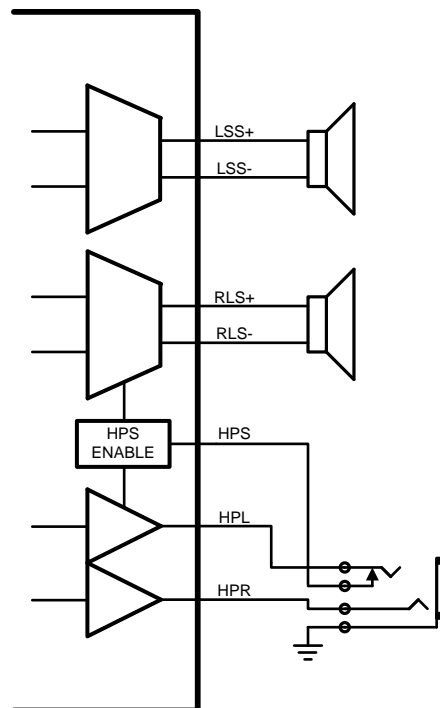 LSS+
LSS-
RLS+
RLS-
HPS
ENABLE
HPS
HPL
HPR